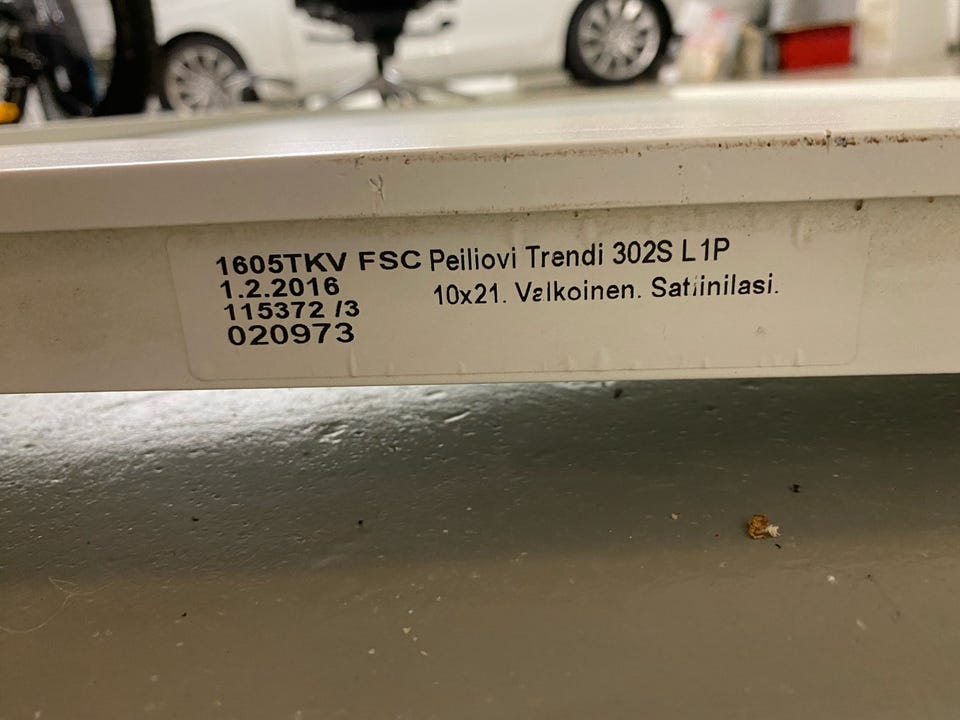 1605TKV FSC Peiliovi Trendi 302S L1P
1.2.2016
10x21. Valkoinen. Satiinilasi.
115372 /3
020973